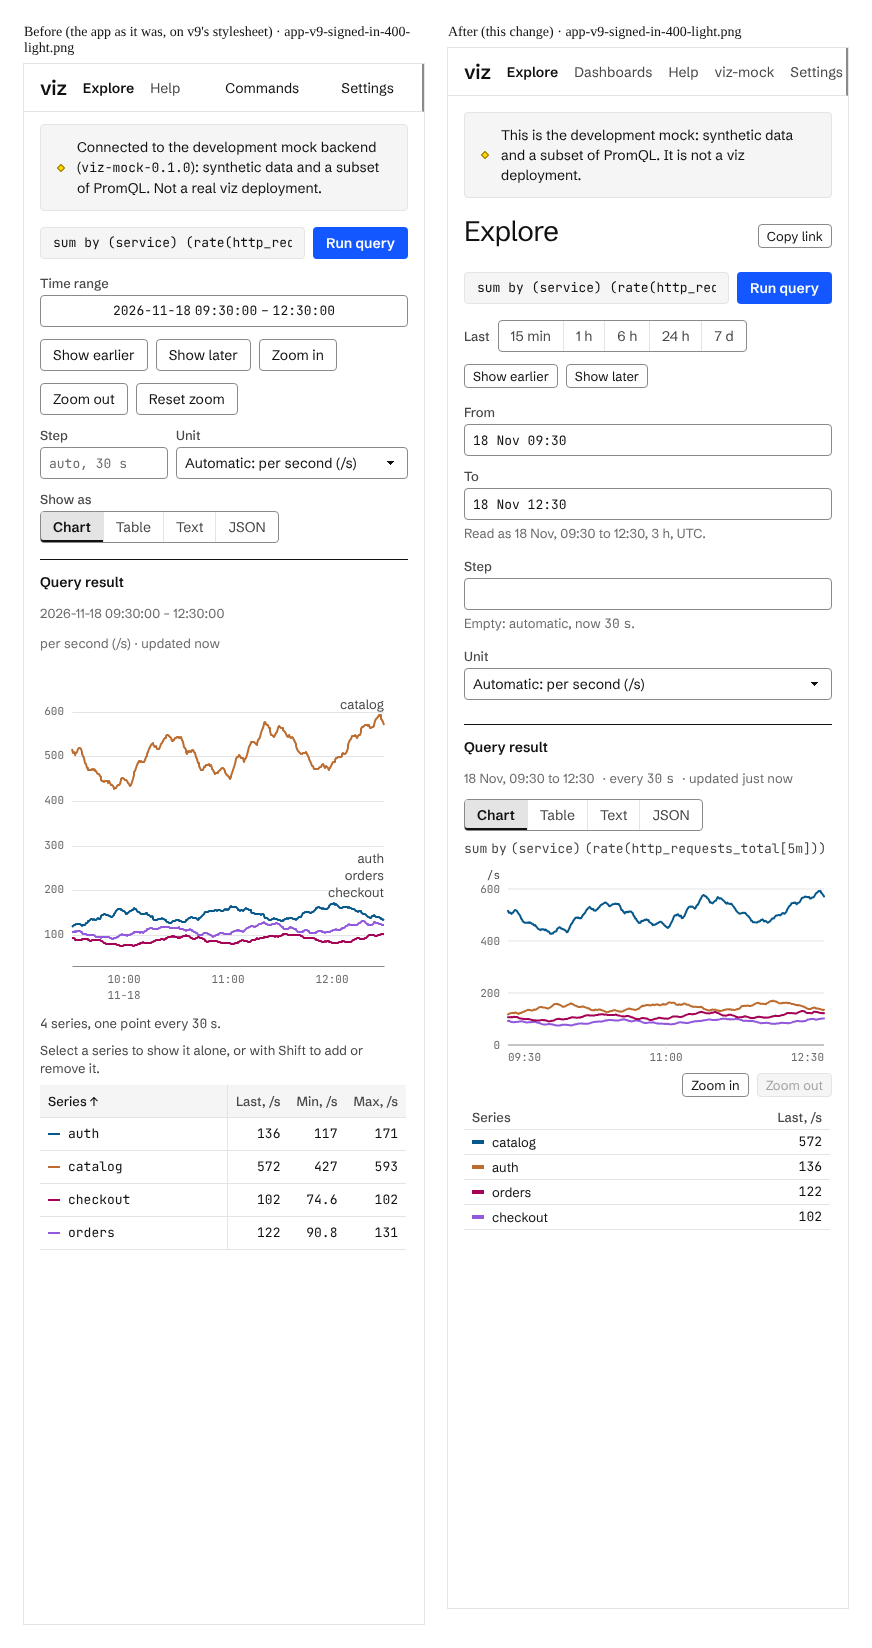 Before (the app as it was, on v9's stylesheet) · app-v9-signed-in-400-
light.png
viz Explore Help Commands Settings
Connected to the development mock backend
(viz-mock-0.1.0): synthetic data and a subset
of PromQL. Not a real viz deployment.
sum by (service) (rate(http_rec Run query
Time range
2026-11-18 09:30:00 – 12:30:00
Show earlier Show later Zoom in
Zoom out Reset zoom
Step Unit
auto, 30 s Automatic: per second (/s)
Show as
Chart Table Text JSON
Query result
2026-11-18 09:30:00 – 12:30:00
per second (/s) · updated now
catalog
600
500
400
300
auth
orders
200
checkout
100
10:00 11:00 12:00
11-18
4 series, one point every 30 s.
Select a series to show it alone, or with Shift to add or
remove it.
Series ↑ Last, /s Min, /s Max, /s
auth 136 117 171
catalog 572 427 593
checkout 102 74.6 102
orders 122 90.8 131
After (this change) · app-v9-signed-in-400-light.png
viz Explore Dashboards Help viz-mock Settings
This is the development mock: synthetic data
and a subset of PromQL. It is not a viz
deployment.
Explore Copy link
sum by (service) (rate(http_rec Run query
Last 15 min 1 h 6 h 24 h 7 d
Show earlier Show later
From
18 Nov 09:30
To
18 Nov 12:30
Read as 18 Nov, 09:30 to 12:30, 3 h, UTC.
Step
Empty: automatic, now 30 s.
Unit
Automatic: per second (/s)
Query result
18 Nov, 09:30 to 12:30 · every 30 s · updated just now
Chart Table Text JSON
sum by (service) (rate(http_requests_total[5m]))
/s
600
400
200
0
09:30 11:00 12:30
Zoom in Zoom out
Series Last, /s
catalog 572
auth 136
orders 122
checkout 102